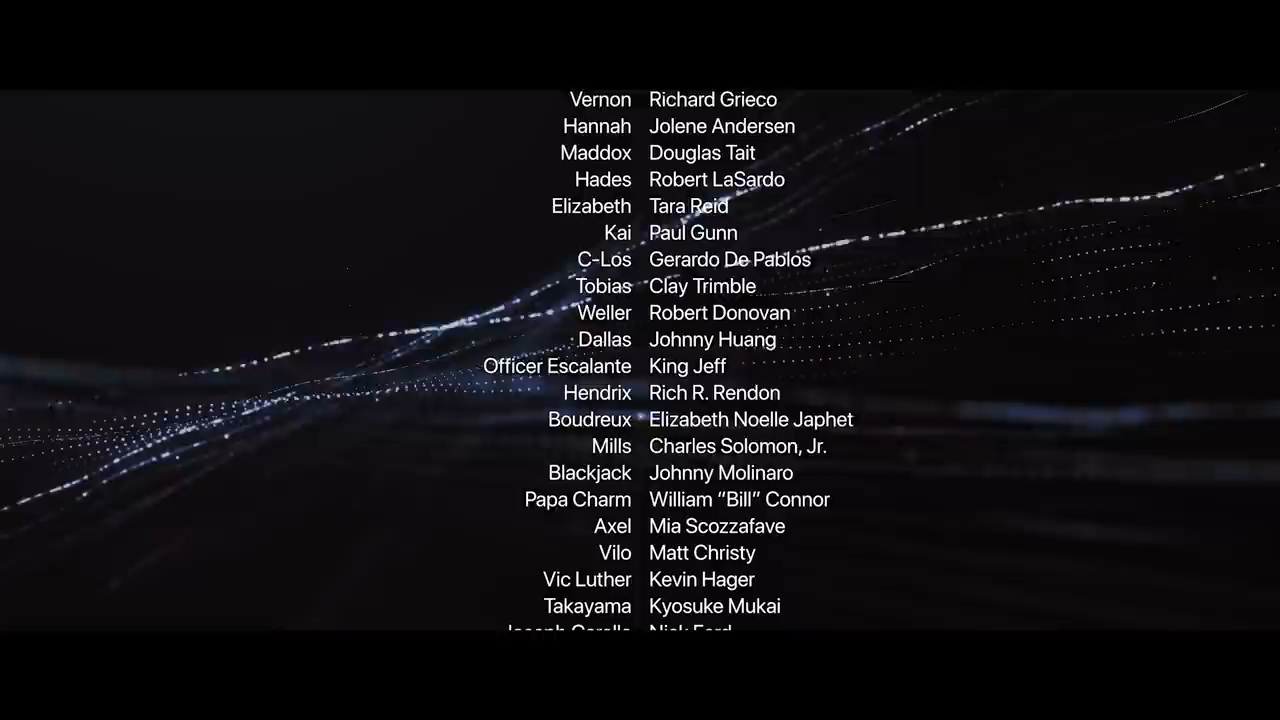 Vernon Richard Grieco
Hannah Jolene Andersen
Maddox Douglas Tait
Hades Robert LaSardo
Elizabeth Tara Reid
Kai Paul Gunn
C-Los Gerardo De Pablos
Tobias Clay Trimble
Weller Robert Donovan
Dallas Johnny Huang
Officer Escalante King Jeff
Hendrix Rich R. Rendon
Boudreux Elizabeth Noelle Japhet
Mills Charles Solomon, Jr.
Blackjack Johnny Molinaro
Papa Charm William “Bill” Connor
Axel Mia Scozzafave
Vilo Matt Christy
Vic Luther Kevin Hager
Takayama Kyosuke Mukai